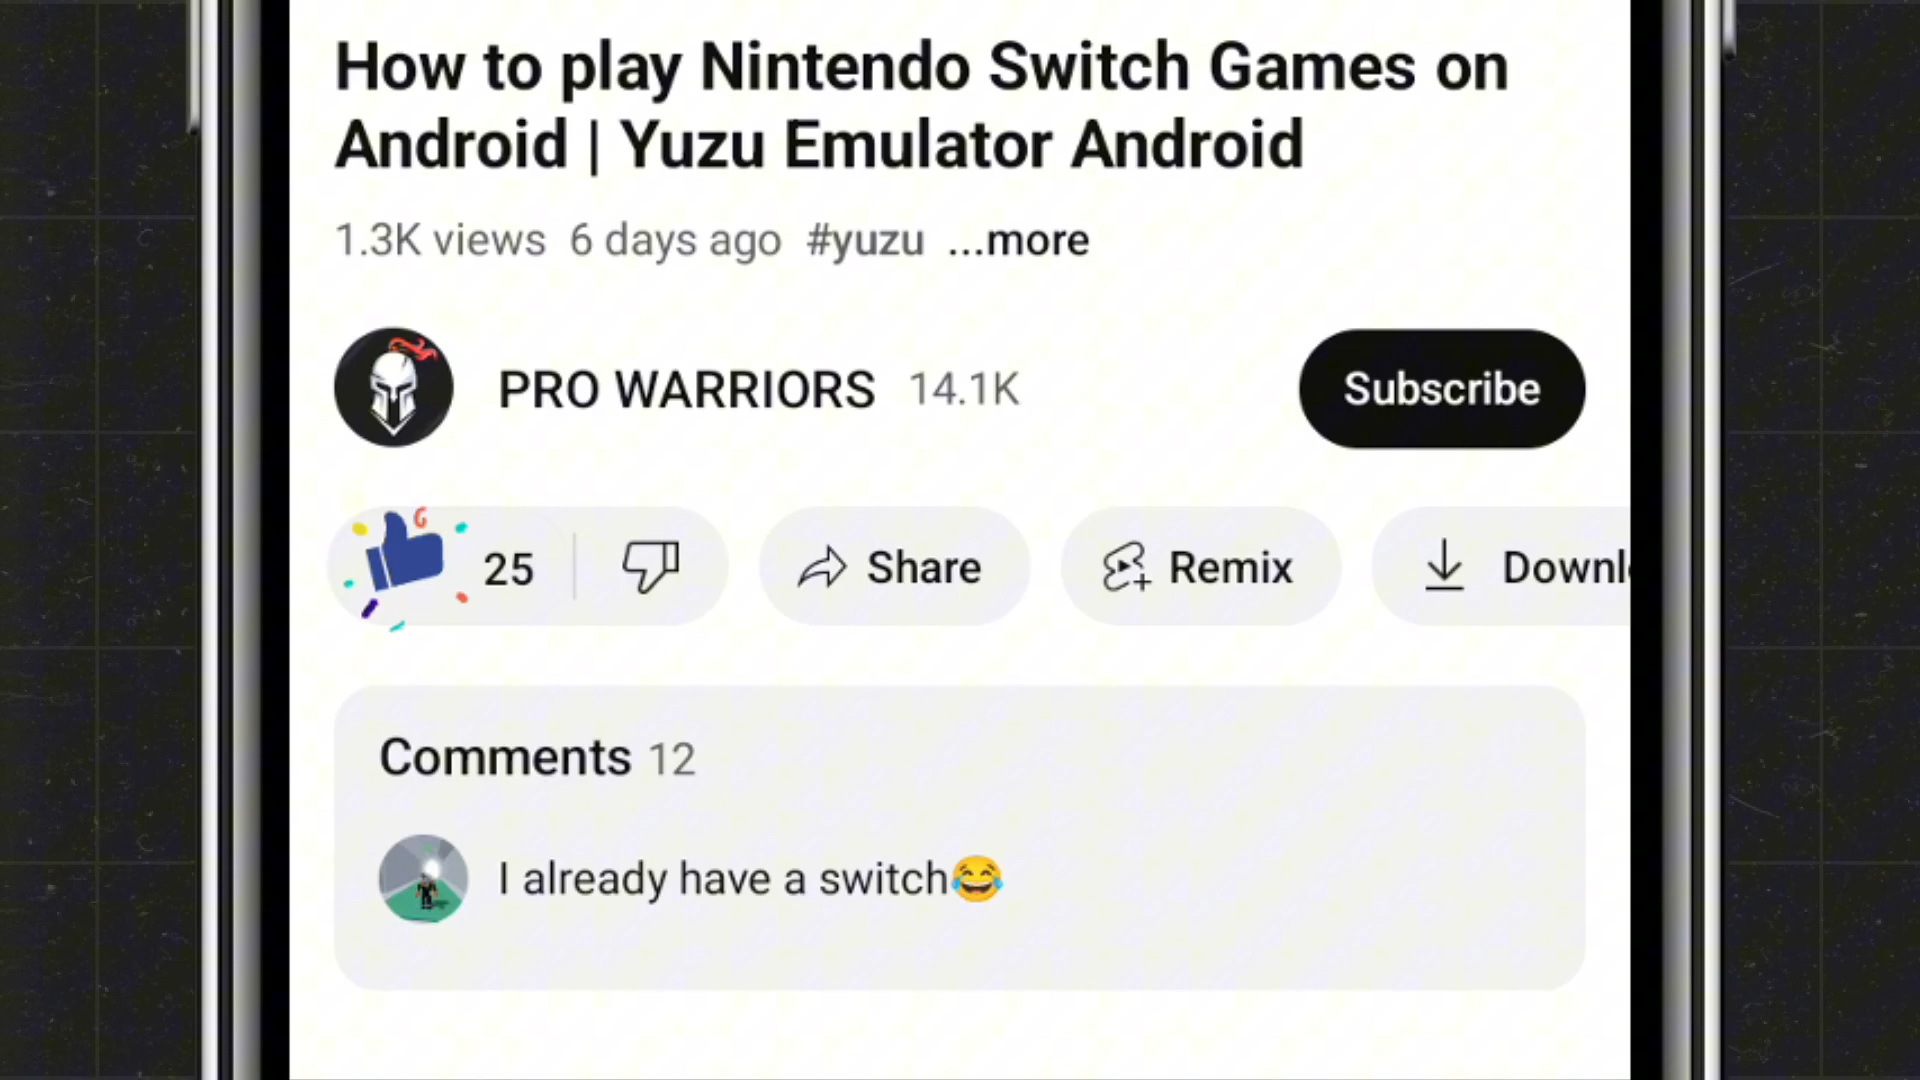 How to play Nintendo Switch Games on
Android | Yuzu Emulator Android
1.3K views 6 days ago #yuzu ...more
PRO WARRIORS 14.1K
Subscribe
25
Share
Remix
Downl
Comments 12
I already have a switch😂